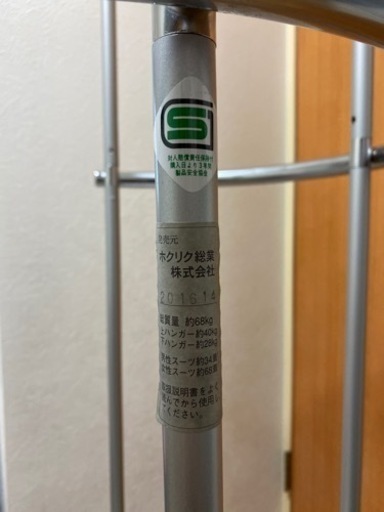 SG
対人賠償責任保険付
購入日より3年間
製品安全協会
発売元
ホクリク総業
株式会社
総質量 約68kg
上ハンガー約40kg
下ハンガー約28kg
男性スーツ約34着
女性スーツ約68着
取扱説明書をよく
読んでから使用し
てください。